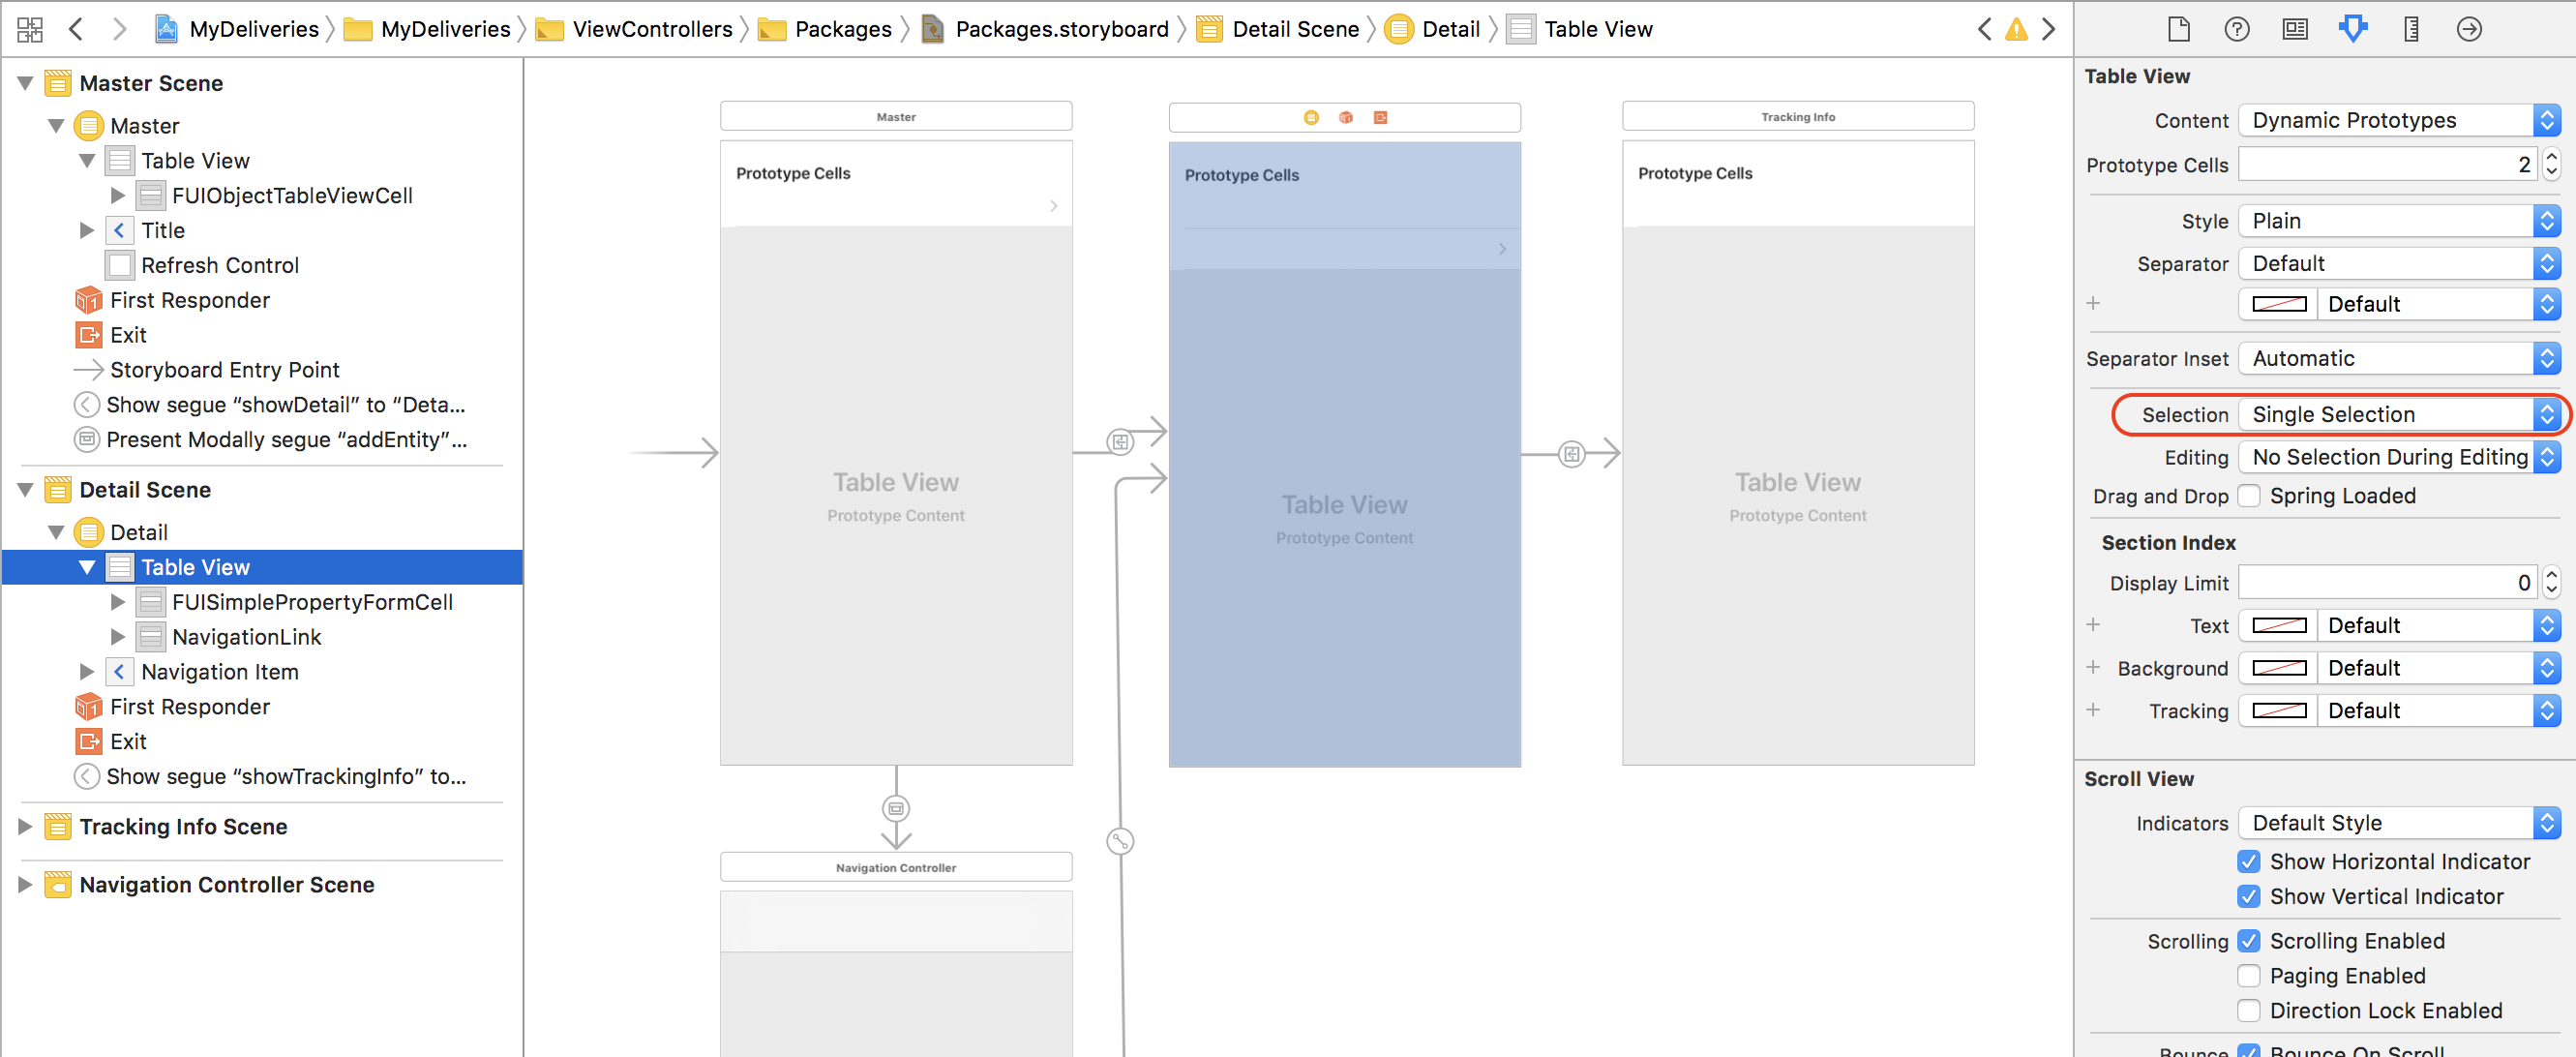 MyDeliveries
MyDeliveries
ViewControllers
Packages
Packages.storyboard
Detail Scene
Detail
Table View
Master Scene
Master
Table View
FUIObjectTableViewCell
Title
Refresh Control
First Responder
Exit
Storyboard Entry Point
Show segue “showDetail” to “Deta...
Present Modally segue “addEntity”...
Detail Scene
Detail
Table View
FUISimplePropertyFormCell
NavigationLink
Navigation Item
First Responder
Exit
Show segue “showTrackingInfo” to...
Tracking Info Scene
Navigation Controller Scene
Master
Prototype Cells
Table View
Prototype Content
Prototype Cells
Table View
Prototype Content
Tracking Info
Prototype Cells
Table View
Prototype Content
Navigation Controller
Table View
Content Dynamic Prototypes
Prototype Cells 2
Style Plain
Separator Default
Default
Separator Inset Automatic
Selection Single Selection
Editing No Selection During Editing
Drag and Drop Spring Loaded
Section Index
Display Limit 0
Text Default
Background Default
Tracking Default
Scroll View
Indicators Default Style
Show Horizontal Indicator
Show Vertical Indicator
Scrolling Scrolling Enabled
Paging Enabled
Direction Lock Enabled
Bounce Bounce On Scroll